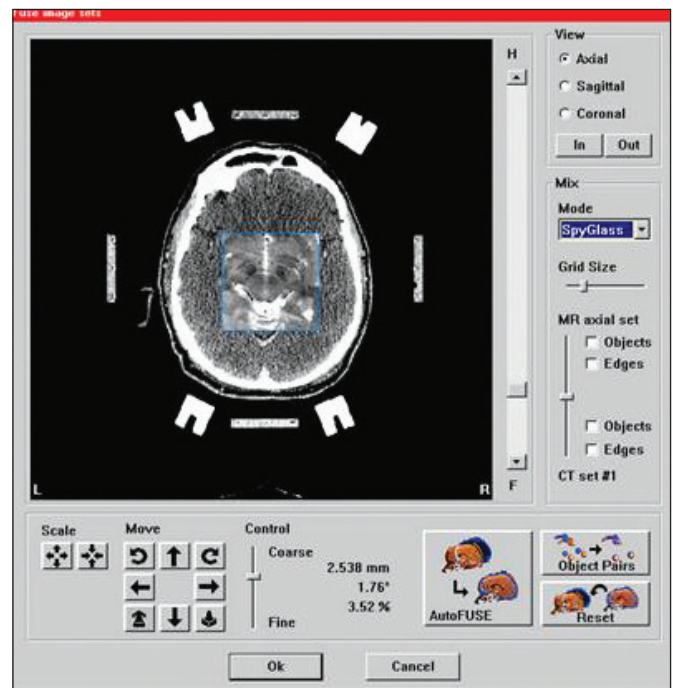 Fuse image sets
View
H
Axial
Sagittal
Coronal
In Out
Mix
Mode
SpyGlass
Grid Size
MR axial set
Objects
Edges
Objects
Edges
CT set #1
L R F
Scale Move Control
Coarse
2.538 mm
1.76°
3.52 %
Fine
AutoFUSE
Object Pairs
Reset
Ok Cancel